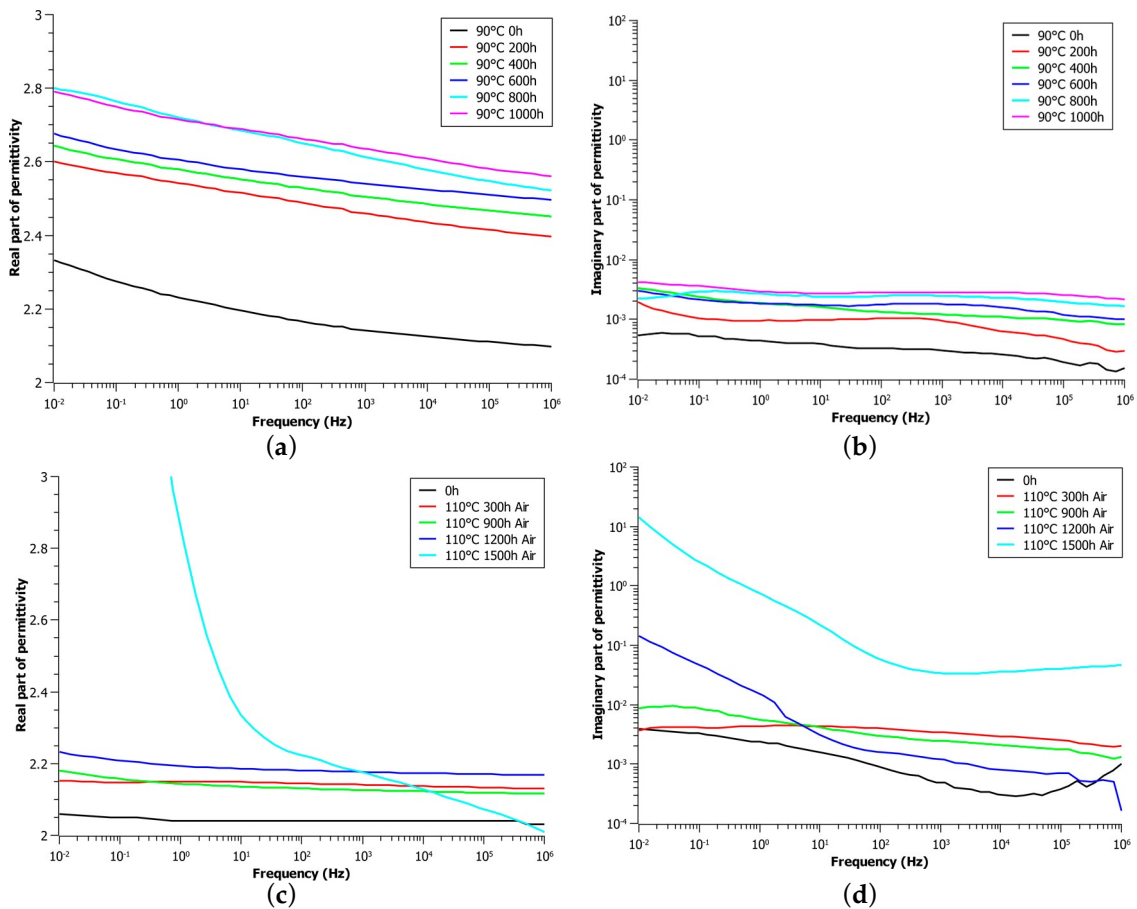 3
2.8
2.6
2.4
2.2
2
Real part of permittivity
10-2
10-1
100
101
102
103
104
105
106
Frequency (Hz)
90°C 0h
90°C 200h
90°C 400h
90°C 600h
90°C 800h
90°C 1000h
(a)
102
101
100
10-1
10-2
10-3
10-4
Imaginary part of permittivity
10-2
10-1
100
101
102
103
104
105
106
Frequency (Hz)
90°C 0h
90°C 200h
90°C 400h
90°C 600h
90°C 800h
90°C 1000h
(b)
3
2.8
2.6
2.4
2.2
2
Real part of permittivity
10-2
10-1
100
101
102
103
104
105
106
Frequency (Hz)
0h
110°C 300h Air
110°C 900h Air
110°C 1200h Air
110°C 1500h Air
(c)
102
101
100
10-1
10-2
10-3
10-4
Imaginary part of permittivity
10-2
10-1
100
101
102
103
104
105
106
Frequency (Hz)
0h
110°C 300h Air
110°C 900h Air
110°C 1200h Air
110°C 1500h Air
(d)